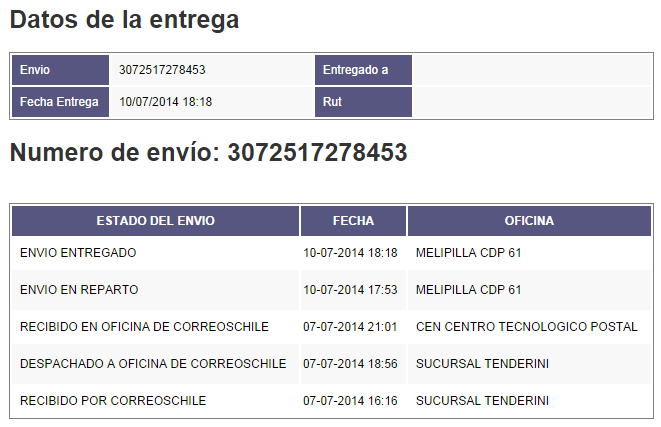 Datos de la entrega
Envio 3072517278453 Entregado a
Fecha Entrega 10/07/2014 18:18 Rut
Numero de envío: 3072517278453
ESTADO DEL ENVIO FECHA OFICINA
ENVIO ENTREGADO 10-07-2014 18:18 MELIPILLA CDP 61
ENVIO EN REPARTO 10-07-2014 17:53 MELIPILLA CDP 61
RECIBIDO EN OFICINA DE CORREOSCHILE 07-07-2014 21:01 CEN CENTRO TECNOLOGICO POSTAL
DESPACHADO A OFICINA DE CORREOSCHILE 07-07-2014 18:56 SUCURSAL TENDERINI
RECIBIDO POR CORREOSCHILE 07-07-2014 16:16 SUCURSAL TENDERINI